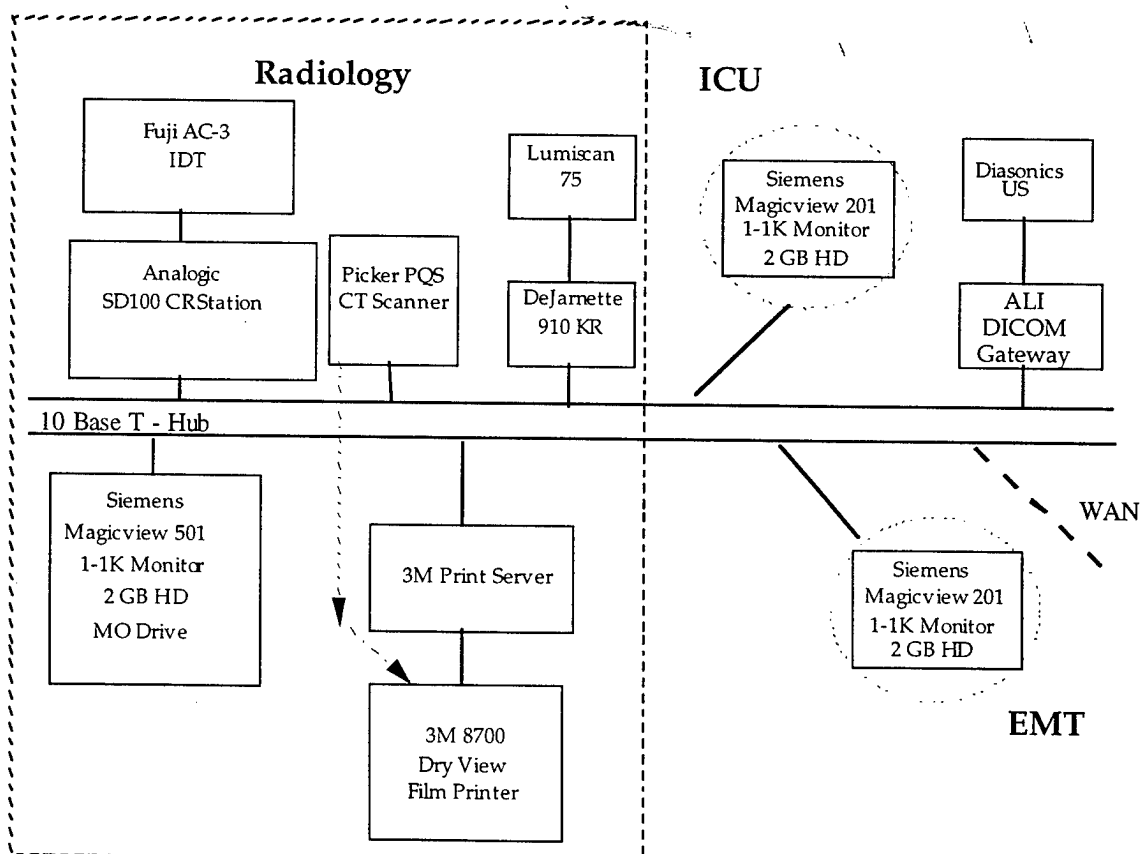 Radiology
ICU
Fuji AC-3
IDT
Lumiscan
75
Siemens
Magicview 201
1-1K Monitor
2 GB HD
Diasonics
US
Analogic
SD100 CRStation
Picker PQS
CT Scanner
DeJarnette
910 KR
ALI
DICOM
Gateway
10 Base T - Hub
Siemens
Magicview 501
1-1K Monitor
2 GB HD
MO Drive
3M Print Server
WAN
Siemens
Magicview 201
1-1K Monitor
2 GB HD
3M 8700
Dry View
Film Printer
EMT